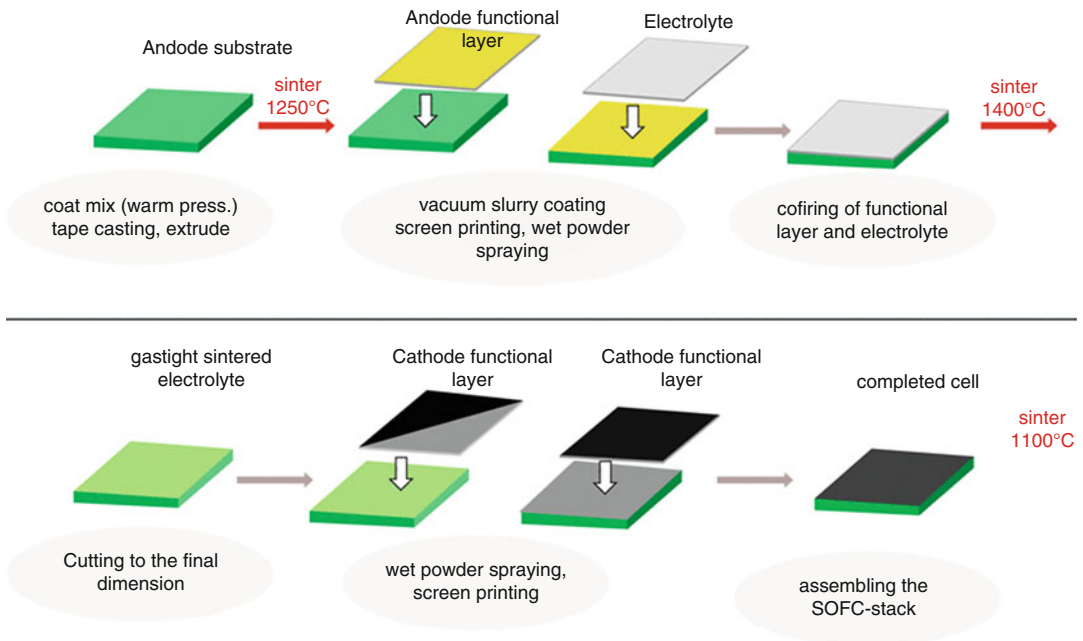 Andode substrate
sinter
1250°C
Andode functional
layer
Electrolyte
sinter
1400°C
coat mix (warm press.)
tape casting, extrude
vacuum slurry coating
screen printing, wet powder
spraying
cofiring of functional
layer and electrolyte
gastight sintered
electrolyte
Cathode functional
layer
Cathode functional
layer
completed cell
sinter
1100°C
Cutting to the final
dimension
wet powder spraying,
screen printing
assembling the
SOFC-stack